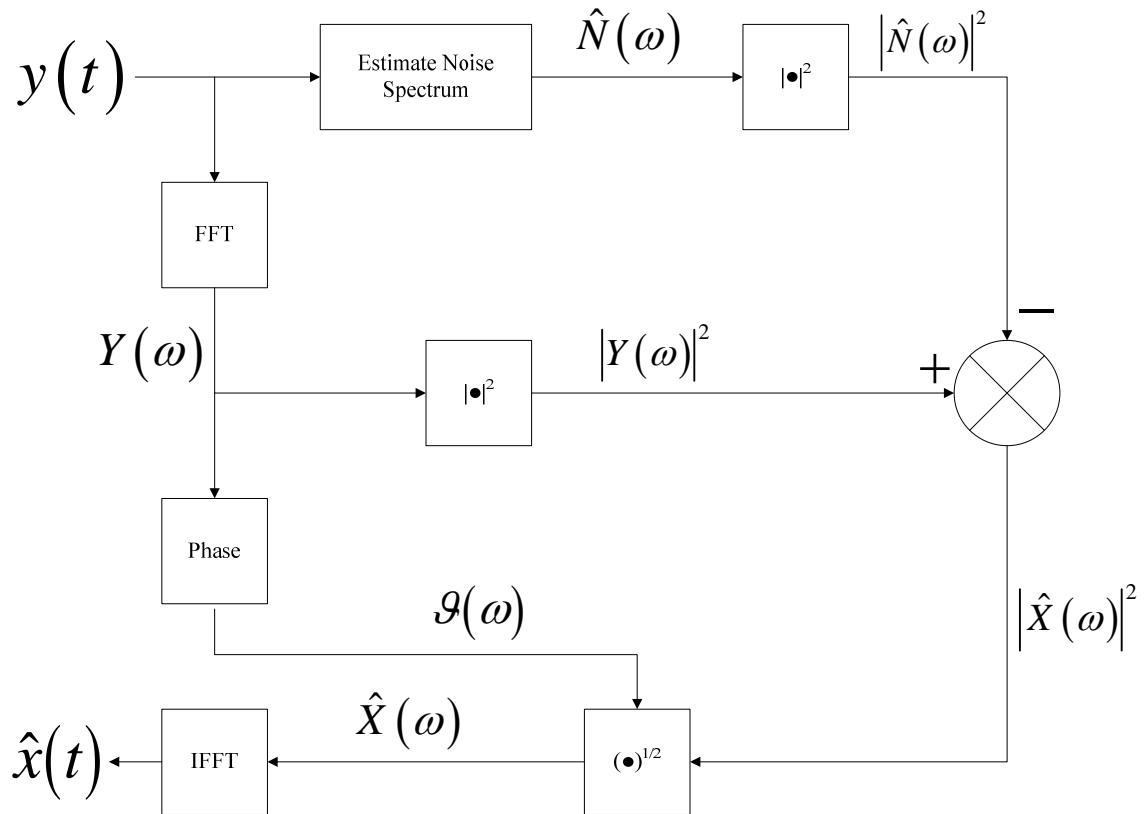 y(t)
Estimate Noise
Spectrum
N̂(ω)
|•|²
|N̂(ω)|²
FFT
−
Y(ω)
|•|²
|Y(ω)|²
+
Phase
ϑ(ω)
|X̂(ω)|²
x̂(t)
IFFT
X̂(ω)
(•)^{1/2}